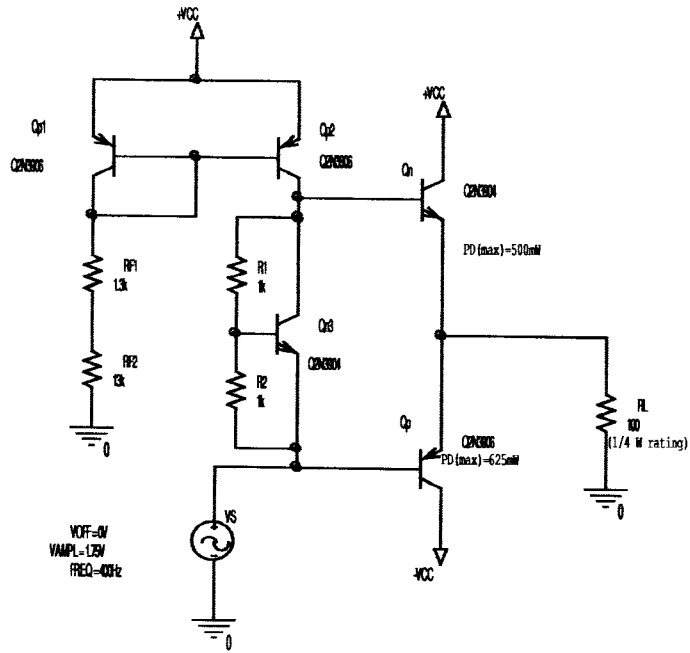 +VCC
+VCC
Qp1
Q2N3906
Qp2
Q2N3906
Qn
Q2N3904
PD(max)=500mW
RF1
1.3k
R1
1k
Qn3
Q2N3904
RF2
13k
R2
1k
Qp
Q2N3906
PD(max)=625mW
RL
100
(1/4 W rating)
0
0
VS
VOFF=0V
VAMPL=1.75V
FREQ=400Hz
-VCC
0